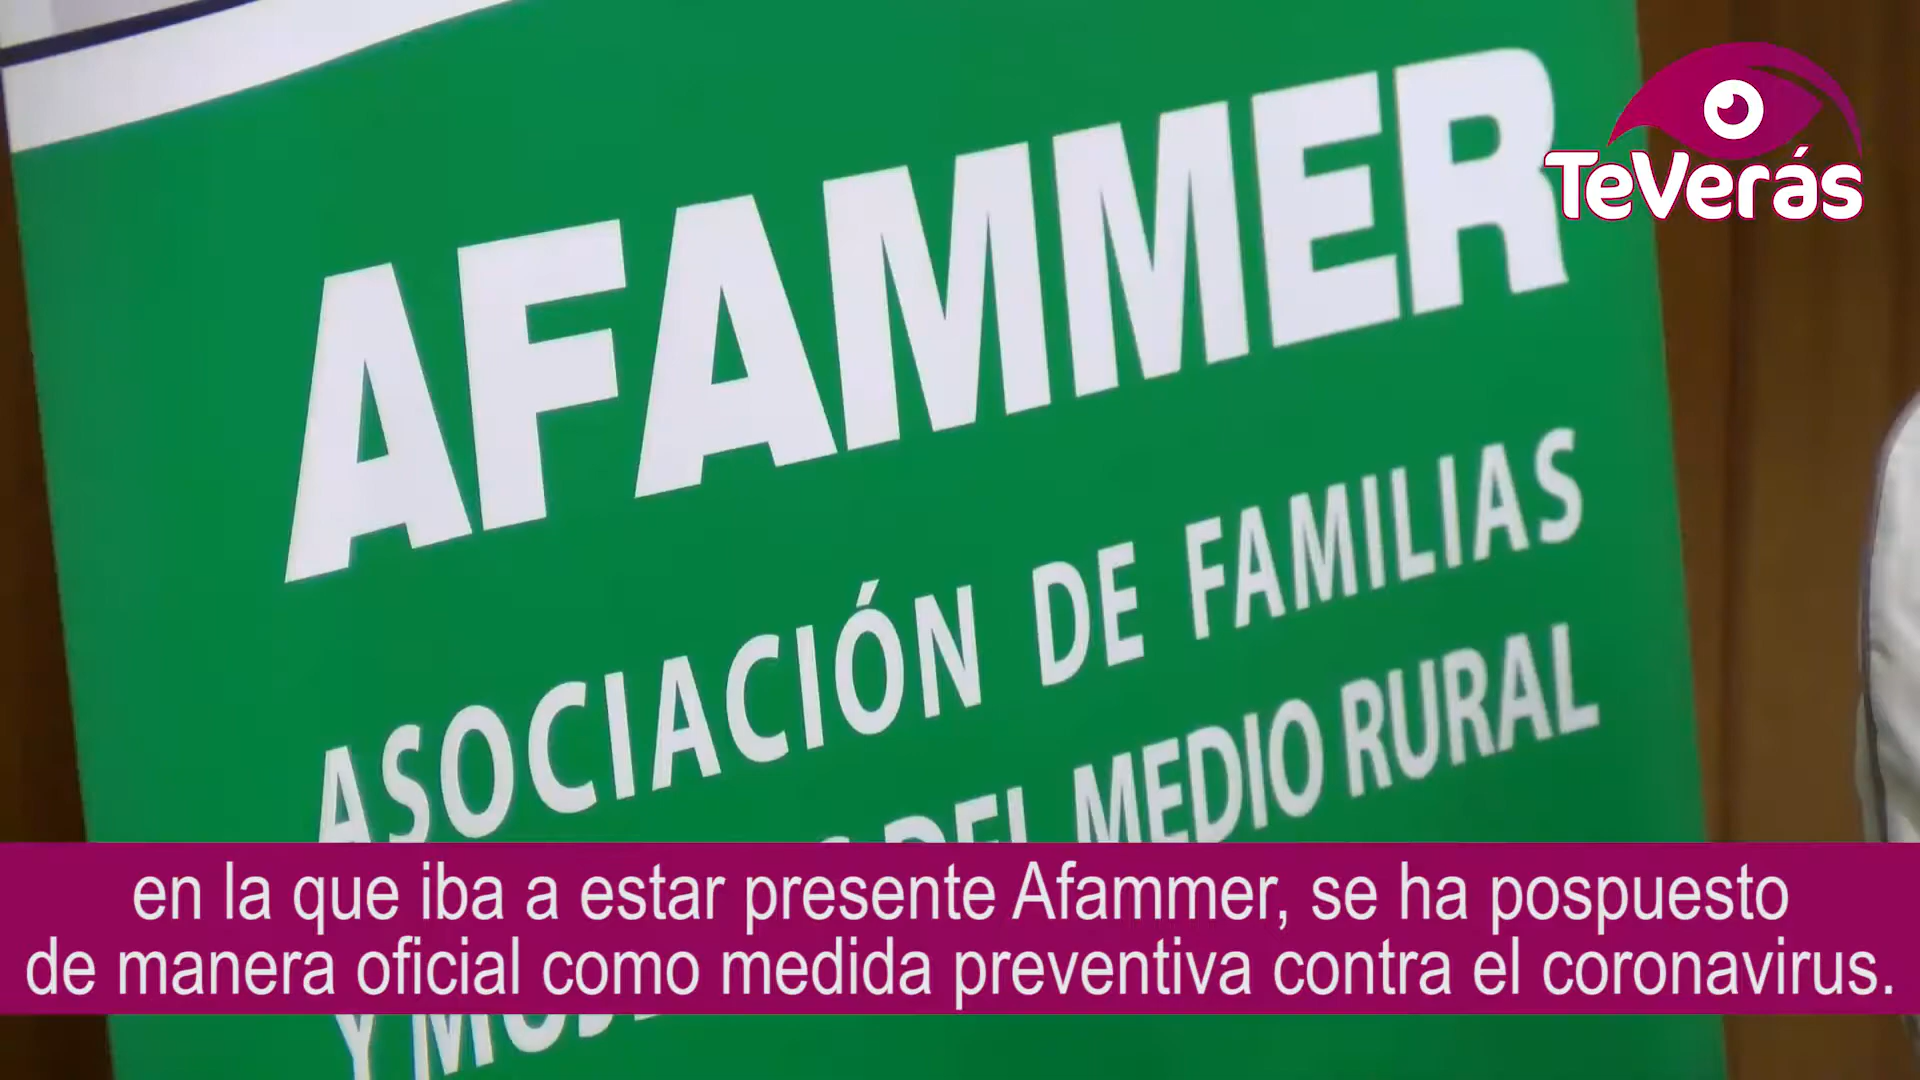 TeVerás
AFAMMER
ASOCIACIÓN DE FAMILIAS
DEL MEDIO RURAL
en la que iba a estar presente Afammer, se ha pospuesto
de manera oficial como medida preventiva contra el coronavirus.